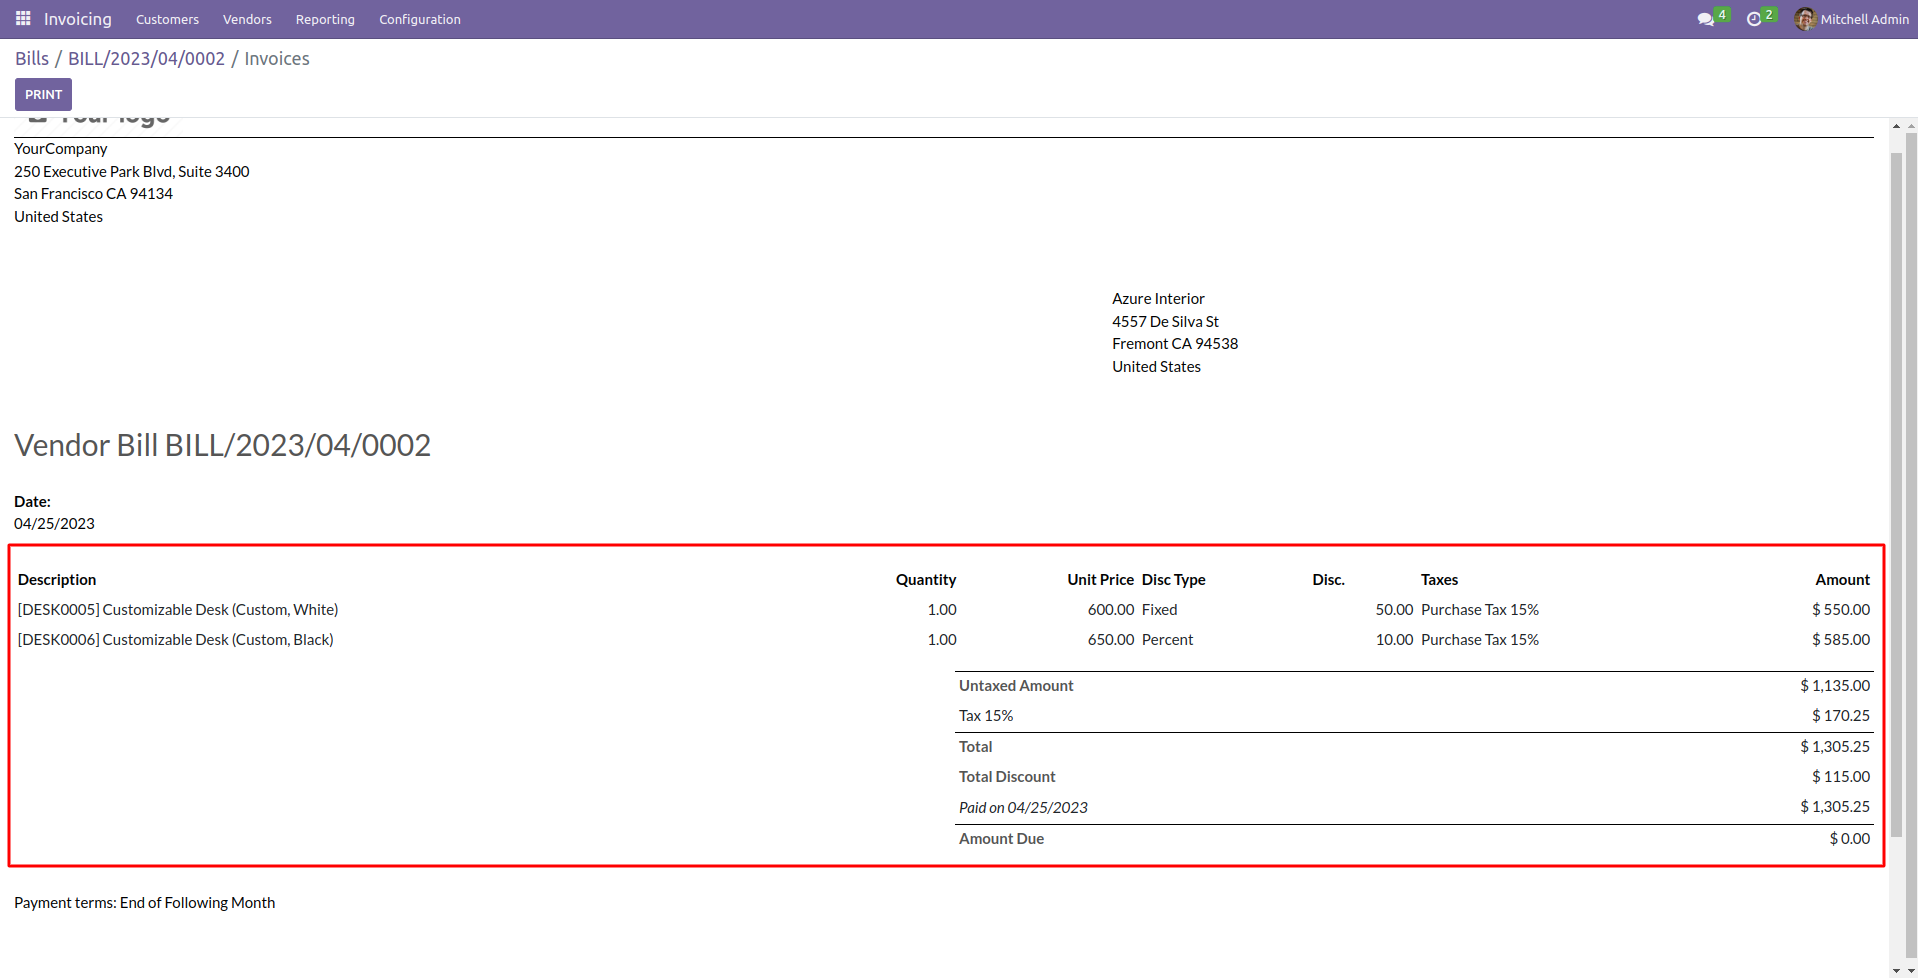 Invoicing Customers Vendors Reporting Configuration 4 2 Mitchell Admin
Bills / BILL/2023/04/0002 / Invoices
PRINT
Your logo
YourCompany
250 Executive Park Blvd, Suite 3400
San Francisco CA 94134
United States
Azure Interior
4557 De Silva St
Fremont CA 94538
United States
Vendor Bill BILL/2023/04/0002
Date:
04/25/2023
Description Quantity Unit Price Disc Type Disc. Taxes Amount
[DESK0005] Customizable Desk (Custom, White) 1.00 600.00 Fixed 50.00 Purchase Tax 15% $ 550.00
[DESK0006] Customizable Desk (Custom, Black) 1.00 650.00 Percent 10.00 Purchase Tax 15% $ 585.00
Untaxed Amount $ 1,135.00
Tax 15% $ 170.25
Total $ 1,305.25
Total Discount $ 115.00
Paid on 04/25/2023 $ 1,305.25
Amount Due $ 0.00
Payment terms: End of Following Month